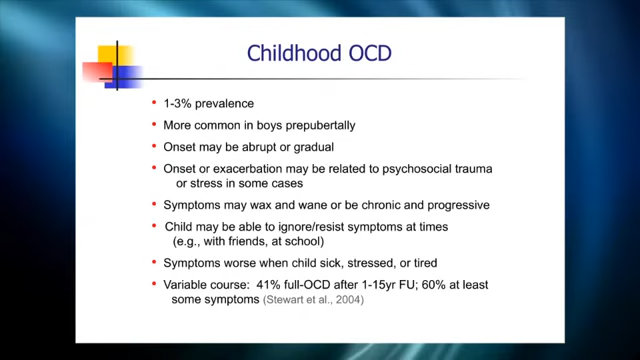 Childhood OCD
• 1-3% prevalence
• More common in boys prepubertally
• Onset may be abrupt or gradual
• Onset or exacerbation may be related to psychosocial trauma
or stress in some cases
• Symptoms may wax and wane or be chronic and progressive
• Child may be able to ignore/resist symptoms at times
(e.g., with friends, at school)
• Symptoms worse when child sick, stressed, or tired
• Variable course: 41% full-OCD after 1-15yr FU; 60% at least
some symptoms (Stewart et al., 2004)